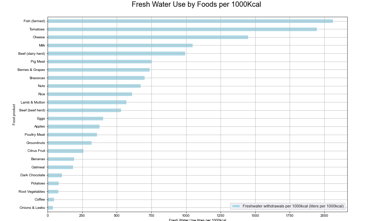 Fresh Water Use by Foods per 1000Kcal
Food product
Fish (farmed)
Tomatoes
Cheese
Milk
Beef (dairy herd)
Pig Meat
Berries & Grapes
Brassicas
Nuts
Rice
Lamb & Mutton
Beef (beef herd)
Eggs
Apples
Poultry Meat
Groundnuts
Citrus Fruit
Bananas
Oatmeal
Dark Chocolate
Potatoes
Root Vegetables
Coffee
Onions & Leeks
Freshwater withdrawals per 1000kcal (liters per 1000kcal)
0 250 500 750 1000 1250 1500 1750 2000
Fresh Water Use per 1000kcal